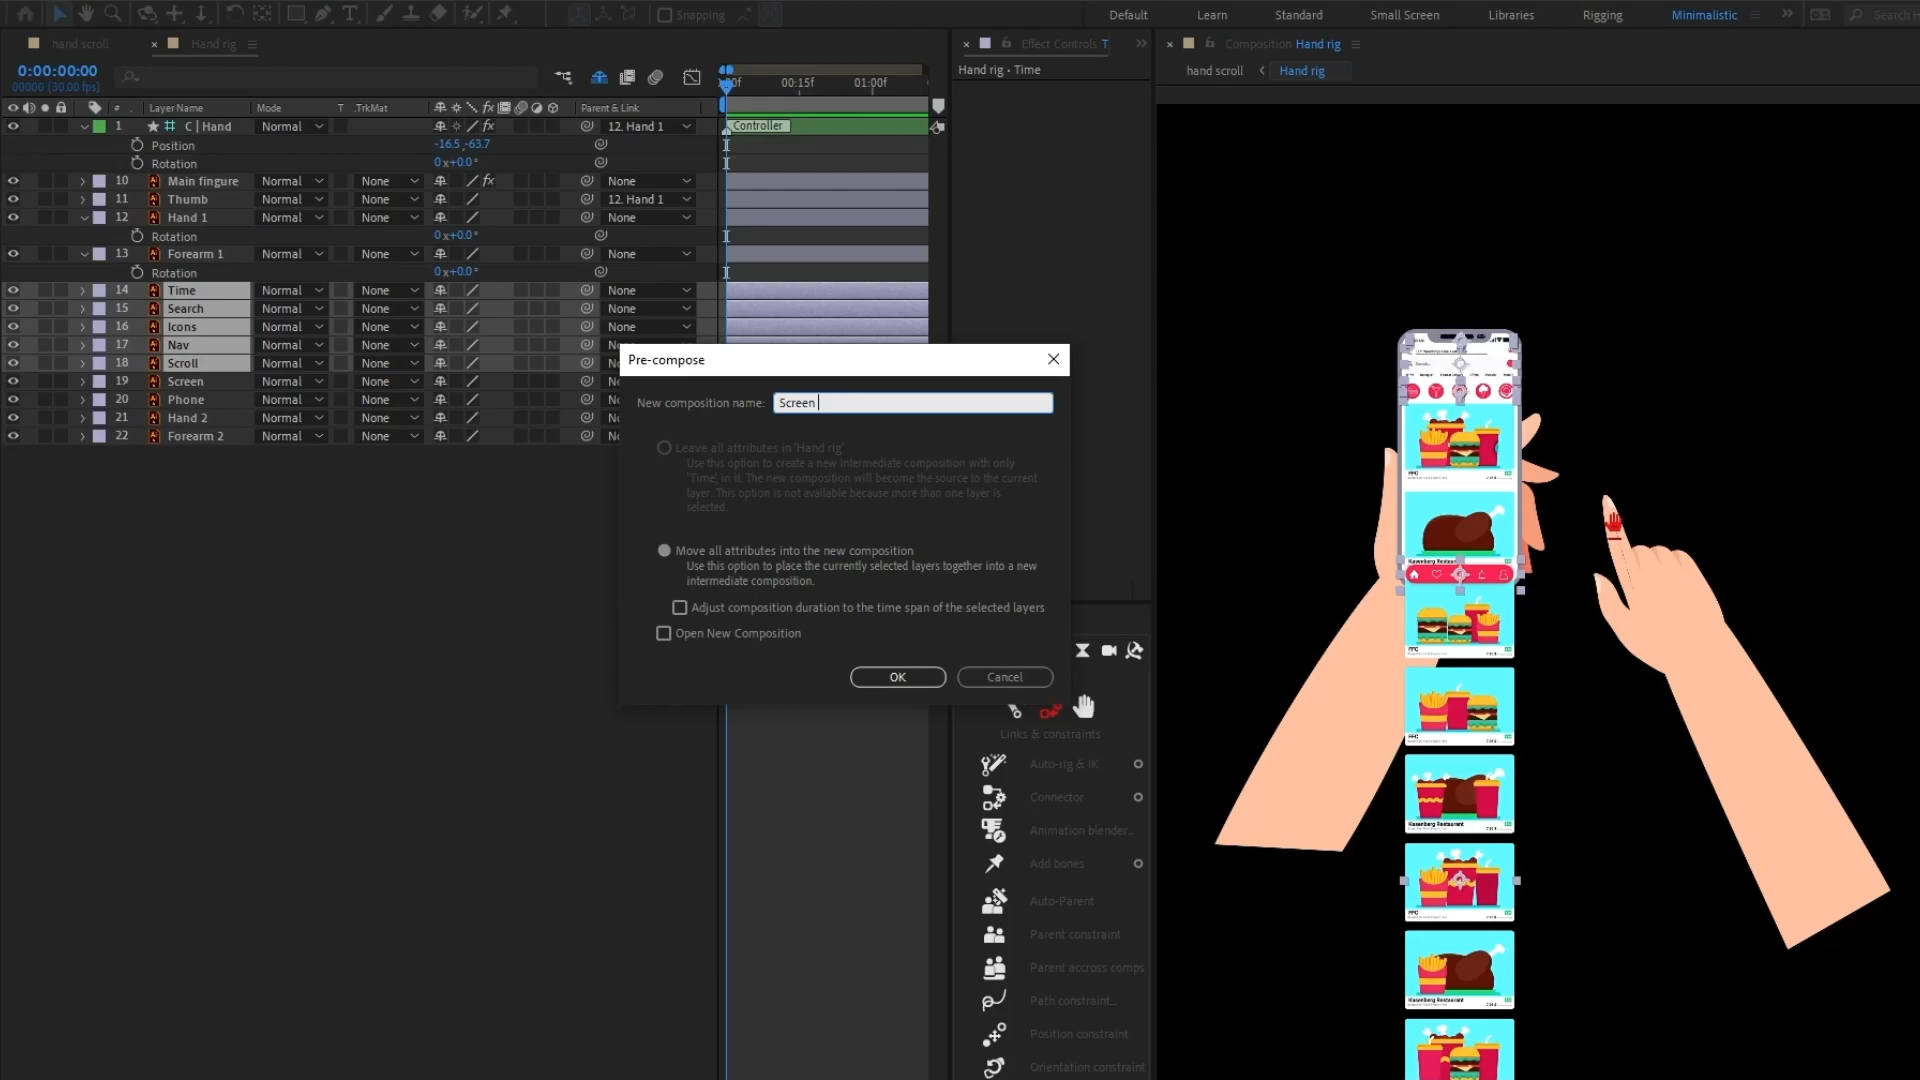 Snapping
Default
Learn
Standard
Small Screen
Libraries
Rigging
Minimalistic
Search H
hand scroll
Hand rig
Effect Controls T
Composition Hand rig
0:00:00:00
00000 (30.00 fps)
00:15f
01:00f
Hand rig • Time
hand scroll
Hand rig
#
Layer Name
Mode
T
.TrkMat
Parent & Link
1 C | Hand Normal 12. Hand 1
Controller
Position -16.5,-63.7
Rotation 0x+0.0°
10 Main fingure Normal None None
11 Thumb Normal None 12. Hand 1
12 Hand 1 Normal None None
Rotation 0x+0.0°
13 Forearm 1 Normal None None
Rotation 0x+0.0°
14 Time Normal None None
15 Search Normal None None
16 Icons Normal None None
17 Nav Normal None
18 Scroll Normal None
19 Screen Normal None
20 Phone Normal None
21 Hand 2 Normal None
22 Forearm 2 Normal None
Pre-compose
New composition name: Screen
Leave all attributes in 'Hand rig'
Use this option to create a new intermediate composition with only
'Time' in it. The new composition will become the source to the current
layer. This option is not available because more than one layer is
selected.
Move all attributes into the new composition
Use this option to place the currently selected layers together into a new
intermediate composition.
Adjust composition duration to the time span of the selected layers
Open New Composition
OK
Cancel
Links & constraints
Auto-rig & IK
Connector
Animation blender...
Add bones
Auto-Parent
Parent constraint
Parent accross comps
Path constraint...
Position constraint
Orientation constraint
Kasenberg Restaurant
Kasenberg Restaurant
Kasenberg Restaurant